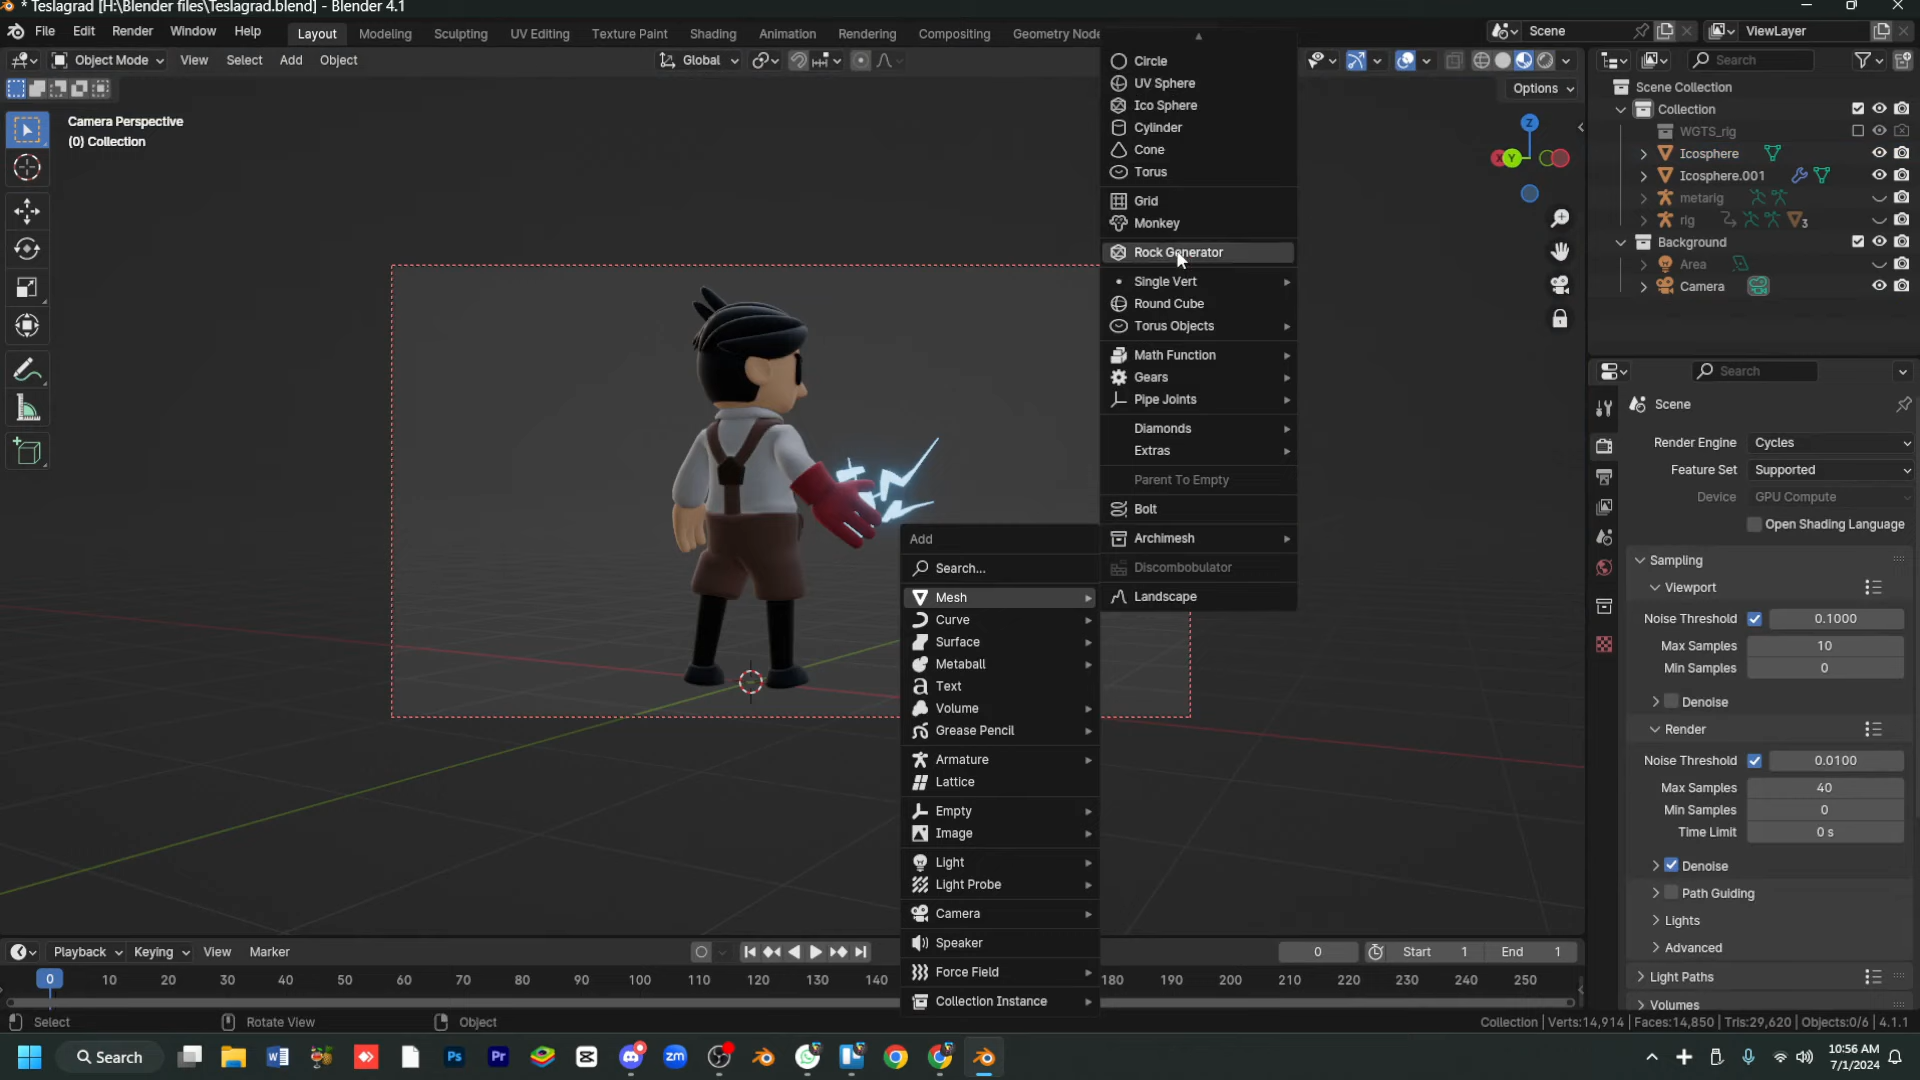 * Teslagrad [H:\Blender files\Teslagrad.blend] - Blender 4.1
File Edit Render Window Help Layout Modeling Sculpting UV Editing Texture Paint Shading Animation Rendering Compositing Geometry Node Scene ViewLayer
Object Mode View Select Add Object Global Search
Options
Camera Perspective
(0) Collection
Circle
UV Sphere
Ico Sphere
Cylinder
Cone
Torus
Grid
Monkey
Rock Generator
Single Vert
Round Cube
Torus Objects
Math Function
Gears
Pipe Joints
Diamonds
Extras
Parent To Empty
Bolt
Archimesh
Discombobulator
Landscape
Add
Search...
Mesh
Curve
Surface
Metaball
Text
Volume
Grease Pencil
Armature
Lattice
Empty
Image
Light
Light Probe
Camera
Speaker
Force Field
Collection Instance
Z
X Y
Scene Collection
Collection
WGTS_rig
Icosphere
Icosphere.001
metarig
rig 3
Background
Area
Camera
Search
Scene
Render Engine Cycles
Feature Set Supported
Device GPU Compute
Open Shading Language
Sampling
Viewport
Noise Threshold 0.1000
Max Samples 10
Min Samples 0
Denoise
Render
Noise Threshold 0.0100
Max Samples 40
Min Samples 0
Time Limit 0 s
Denoise
Path Guiding
Lights
Advanced
Light Paths
Volumes
Playback Keying View Marker 0 Start 1 End 1
0 10 20 30 40 50 60 70 80 90 100 110 120 130 140 180 190 200 210 220 230 240 250
Select Rotate View Object Collection | Verts:14,914 | Faces:14,850 | Tris:29,620 | Objects:0/6 | 4.1.1
Search Ps Pr zm 10:56 AM
7/1/2024